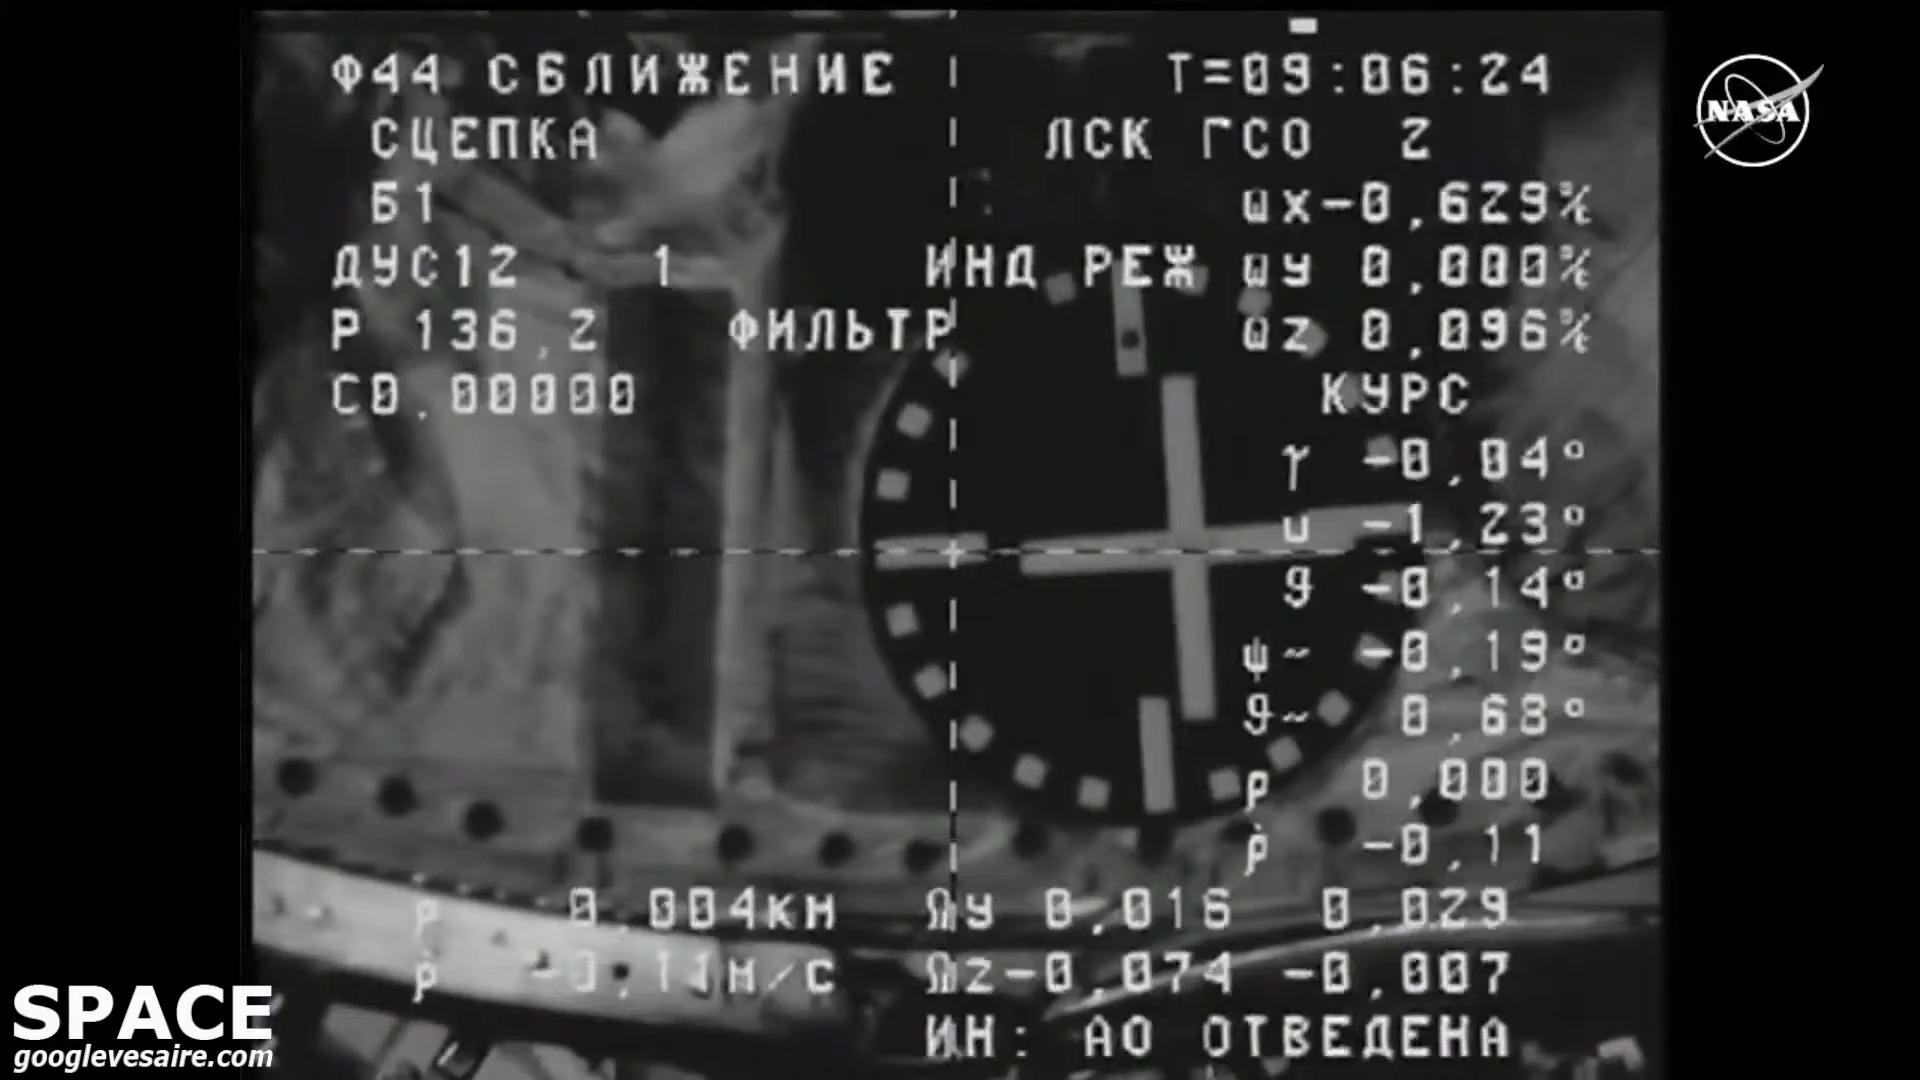 Ф44 СБЛИЖЕНИЕ T=09:06:24
СЦЕПКА ЛСК ГСО 2
Б1 ωx-0,629%
ДУС12 1 ИНД РЕЖ ωy 0,000%
Р 136,2 ФИЛЬТР ωz 0,096%
С0.00000 КУРС
γ -0,04°
υ -1,23°
ϑ -0,14°
ψ~ -0,19°
ϑ~ 0,68°
ρ 0,000
ρ̇ -0,11
ρ 0,004км Ωy 0,016 0,029
ρ̇ -0,11м/с Ωz-0,074 -0,007
ИН: АО ОТВЕДЕНА
NASA
SPACE
googlevesaire.com